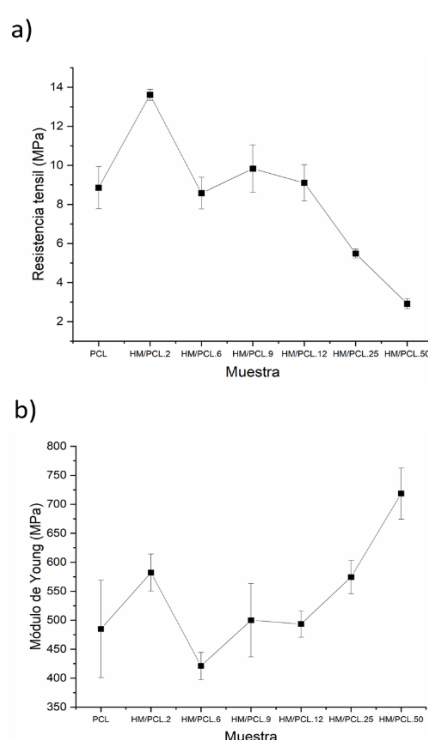 a)
14
12
10
8
6
4
2
Resistencia tensil (MPa)
PCL HM/PCL.2 HM/PCL.6 HM/PCL.9 HM/PCL.12 HM/PCL.25 HM/PCL.50
Muestra
b)
800
750
700
650
600
550
500
450
400
350
Módulo de Young (MPa)
PCL HM/PCL.2 HM/PCL.6 HM/PCL.9 HM/PCL.12 HM/PCL.25 HM/PCL.50
Muestra